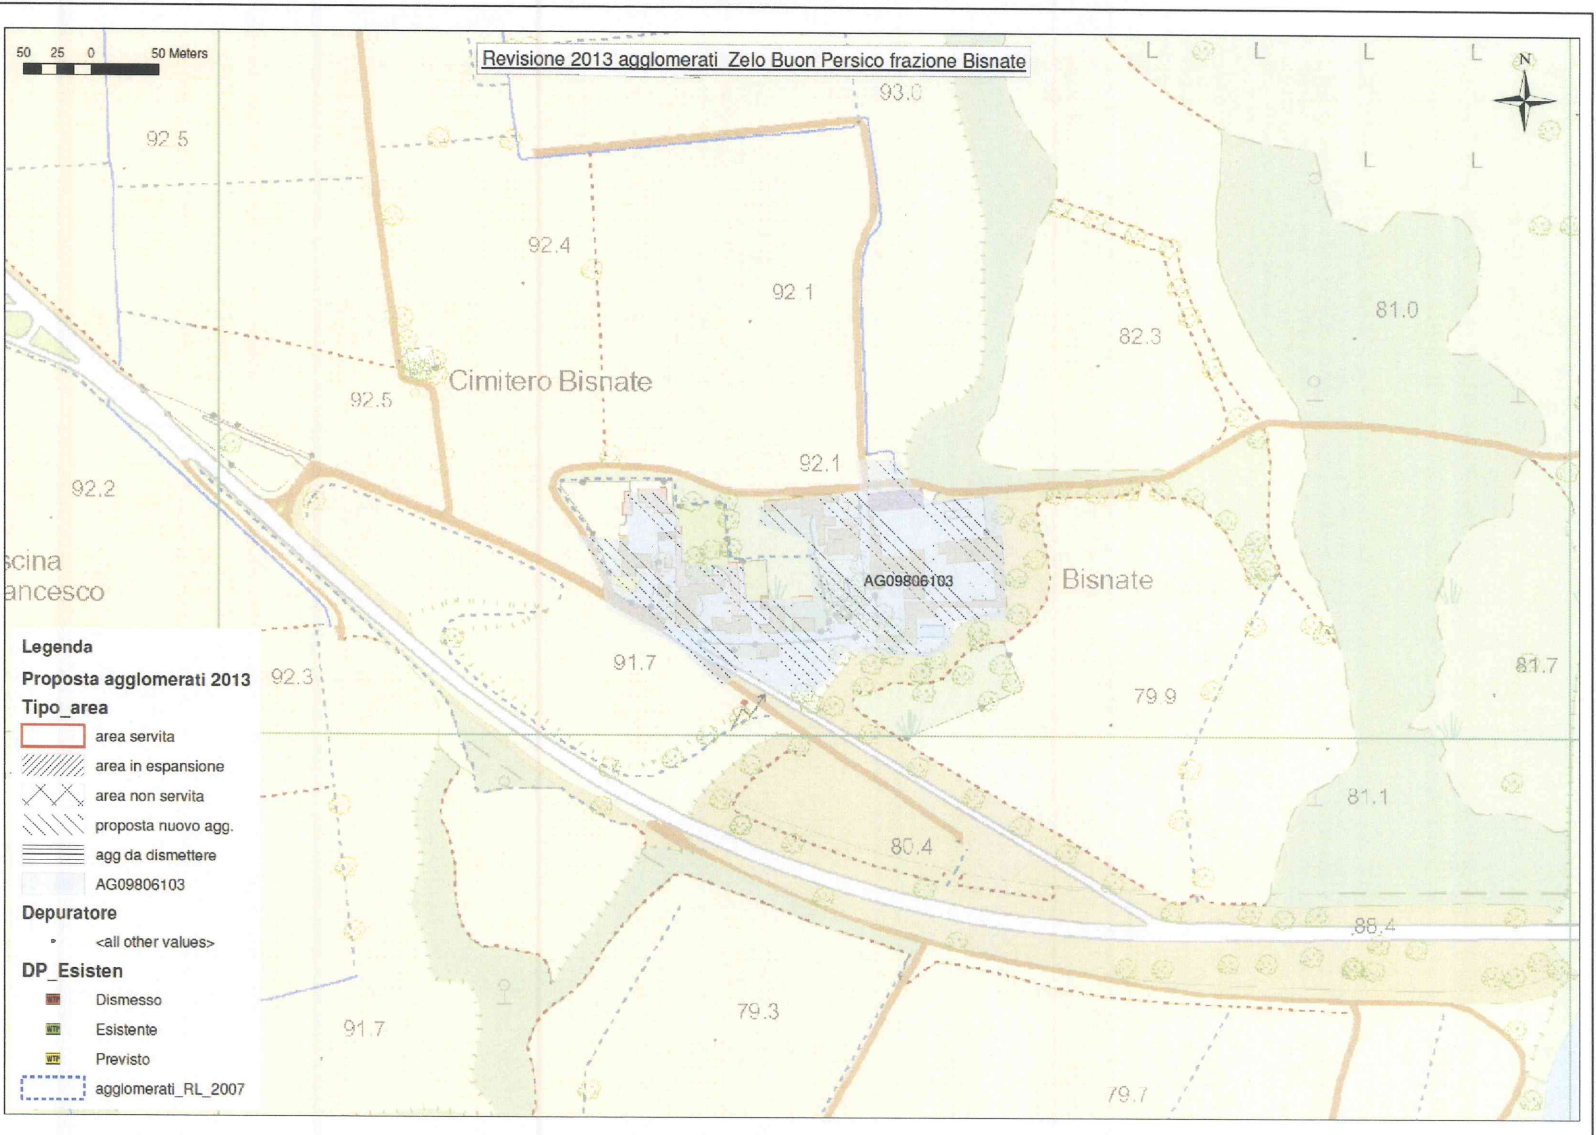 50 25 0 50 Meters
Revisione 2013 agglomerati Zelo Buon Persico frazione Bisnate
N
L L L L
93.0
92.5
L L
92.4
92.1
81.0
82.3
Cimitero Bisnate
92.5
92.1
92.2
scina
ancesco
AG09806103
Bisnate
91.7
81.7
92.3
79.9
81.1
80.4
88.4
79.3
91.7
79.7
Legenda
Proposta agglomerati 2013
Tipo_area
area servita
area in espansione
area non servita
proposta nuovo agg.
agg da dismettere
AG09806103
Depuratore
<all other values>
DP_Esisten
WTP Dismesso
WTP Esistente
WTP Previsto
agglomerati_RL_2007